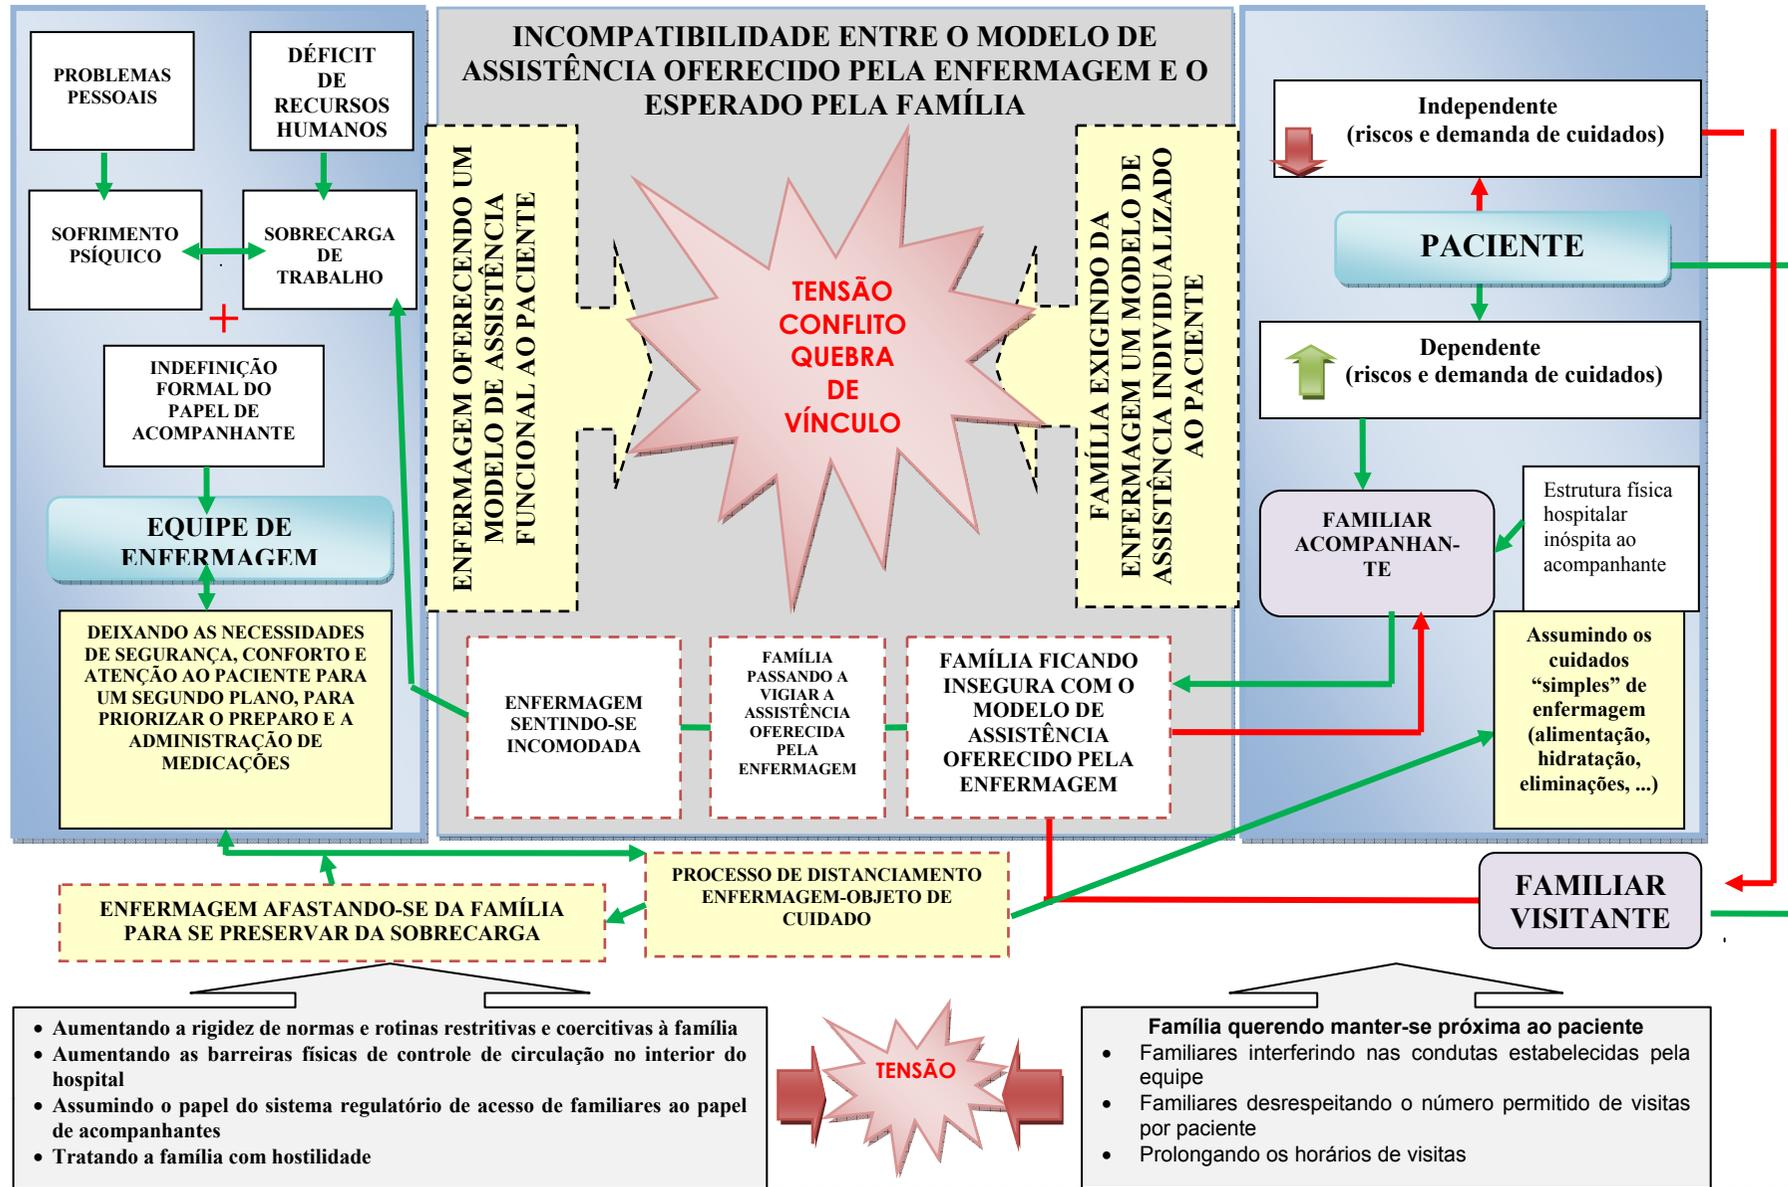 PROBLEMAS
PESSOAIS
DÉFICIT
DE
RECURSOS
HUMANOS
SOFRIMENTO
PSÍQUICO
SOBRECARGA
DE
TRABALHO
+
INDEFINIÇÃO
FORMAL DO
PAPEL DE
ACOMPANHANTE
EQUIPE DE
ENFERMAGEM
DEIXANDO AS NECESSIDADES
DE SEGURANÇA, CONFORTO E
ATENÇÃO AO PACIENTE PARA
UM SEGUNDO PLANO, PARA
PRIORIZAR O PREPARO E A
ADMINISTRAÇÃO DE
MEDICAÇÕES
INCOMPATIBILIDADE ENTRE O MODELO DE
ASSISTÊNCIA OFERECIDO PELA ENFERMAGEM E O
ESPERADO PELA FAMÍLIA
ENFERMAGEM OFERECENDO UM
MODELO DE ASSISTÊNCIA
FUNCIONAL AO PACIENTE
TENSÃO
CONFLITO
QUEBRA
DE
VÍNCULO
FAMÍLIA EXIGINDO DA
ENFERMAGEM UM MODELO DE
ASSISTÊNCIA INDIVIDUALIZADO
AO PACIENTE
ENFERMAGEM
SENTINDO-SE
INCOMODADA
FAMÍLIA
PASSANDO A
VIGIAR A
ASSISTÊNCIA
OFERECIDA
PELA
ENFERMAGEM
FAMÍLIA FICANDO
INSEGURA COM O
MODELO DE
ASSISTÊNCIA
OFERECIDO PELA
ENFERMAGEM
Independente
(riscos e demanda de cuidados)
PACIENTE
Dependente
(riscos e demanda de cuidados)
FAMILIAR
ACOMPANHAN-
TE
Estrutura física
hospitalar
inóspita ao
acompanhante
Assumindo os
cuidados
“simples” de
enfermagem
(alimentação,
hidratação,
eliminações, ...)
ENFERMAGEM AFASTANDO-SE DA FAMÍLIA
PARA SE PRESERVAR DA SOBRECARGA
PROCESSO DE DISTANCIAMENTO
ENFERMAGEM-OBJETO DE
CUIDADO
FAMILIAR
VISITANTE
• Aumentando a rigidez de normas e rotinas restritivas e coercitivas à família
• Aumentando as barreiras físicas de controle de circulação no interior do
hospital
• Assumindo o papel do sistema regulatório de acesso de familiares ao papel
de acompanhantes
• Tratando a família com hostilidade
TENSÃO
Família querendo manter-se próxima ao paciente
• Familiares interferindo nas condutas estabelecidas pela
equipe
• Familiares desrespeitando o número permitido de visitas
por paciente
• Prolongando os horários de visitas